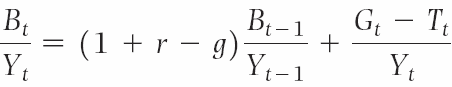 B_t/Y_t = (1 + r − g) B_{t−1}/Y_{t−1} + (G_t − T_t)/Y_t